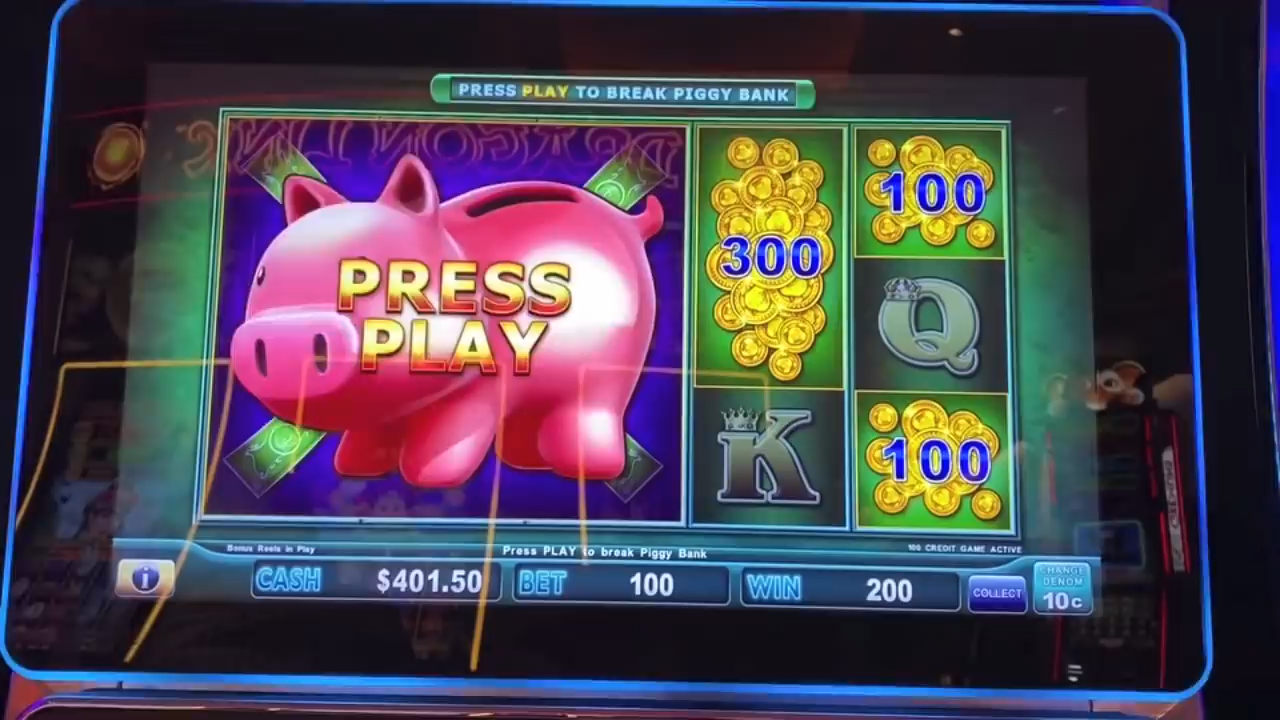 PRESS PLAY TO BREAK PIGGY BANK
PRESS
PLAY
300
100
Q
K
100
Bonus Reels in Play
Press PLAY to break Piggy Bank
100 CREDIT GAME ACTIVE
i
CASH $401.50
BET 100
WIN 200
COLLECT
CHANGE
DENOM
10¢